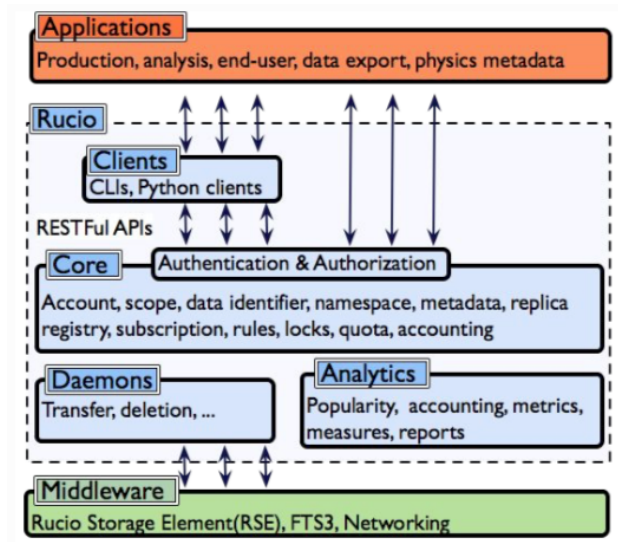 Applications
Production, analysis, end-user, data export, physics metadata
Rucio
Clients
CLIs, Python clients
RESTFul APIs
Core
Authentication & Authorization
Account, scope, data identifier, namespace, metadata, replica
registry, subscription, rules, locks, quota, accounting
Daemons
Transfer, deletion, ...
Analytics
Popularity, accounting, metrics,
measures, reports
Middleware
Rucio Storage Element(RSE), FTS3, Networking